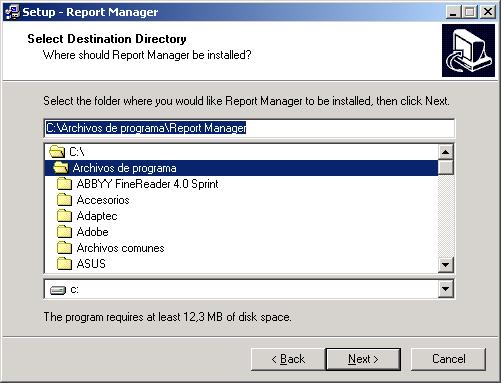 Setup - Report Manager
Select Destination Directory
Where should Report Manager be installed?
Select the folder where you would like Report Manager to be installed, then click Next.
C:\Archivos de programa\Report Manager
C:\
Archivos de programa
ABBYY FineReader 4.0 Sprint
Accesorios
Adaptec
Adobe
Archivos comunes
ASUS
c:
The program requires at least 12,3 MB of disk space.
< Back
Next >
Cancel